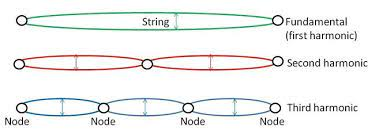 String
Fundamental
(first harmonic)
Second harmonic
Third harmonic
Node Node Node Node